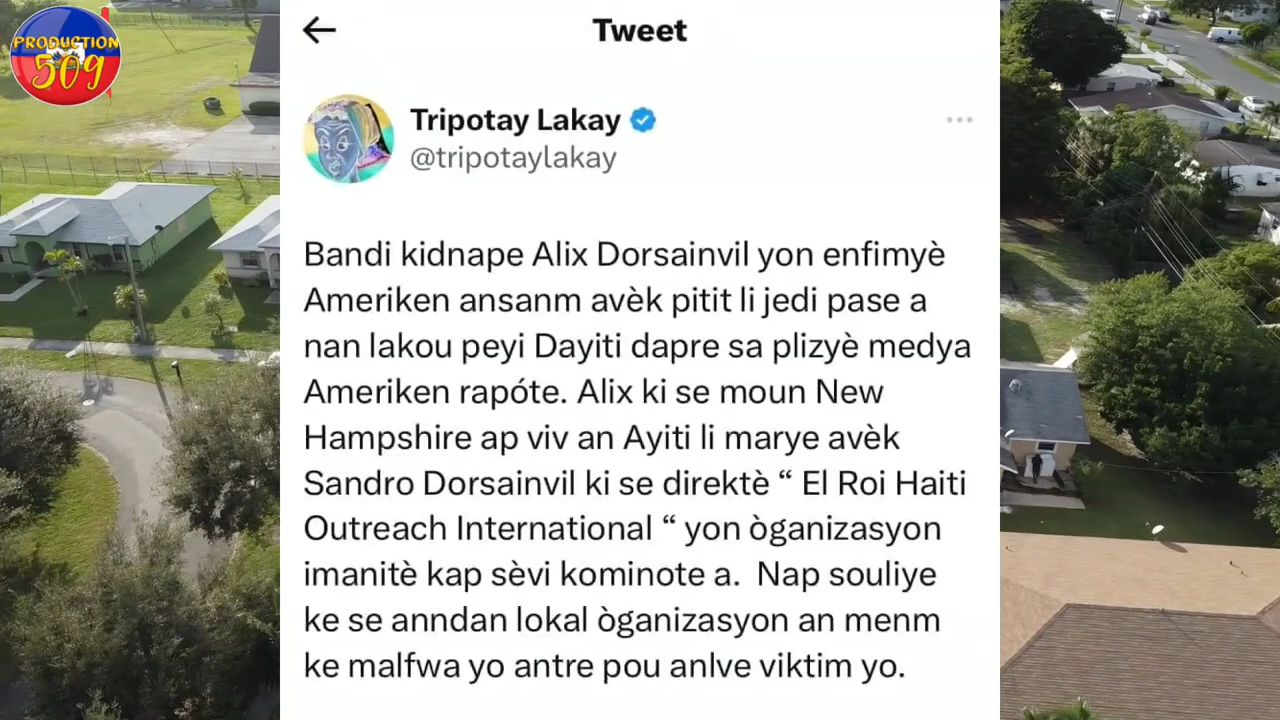 PRODUCTION
509
Tweet
Tripotay Lakay
@tripotaylakay
Bandi kidnape Alix Dorsainvil yon enfimyè
Ameriken ansanm avèk pitit li jedi pase a
nan lakou peyi Dayiti dapre sa plizyè medya
Ameriken rapóte. Alix ki se moun New
Hampshire ap viv an Ayiti li marye avèk
Sandro Dorsainvil ki se direktè “ El Roi Haiti
Outreach International “ yon òganizasyon
imanitè kap sèvi kominote a.  Nap souliye
ke se anndan lokal òganizasyon an menm
ke malfwa yo antre pou anlve viktim yo.